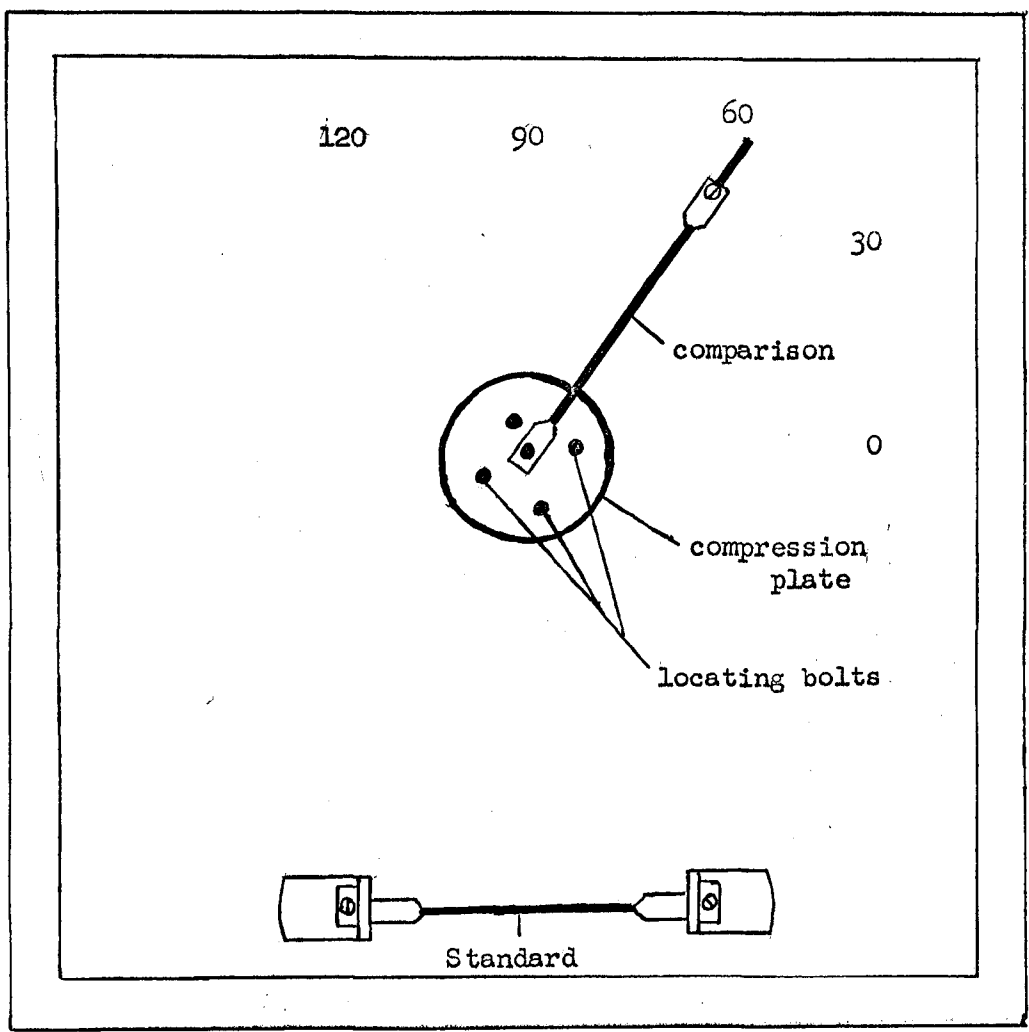 60
120
90
30
comparison
0
compression
plate
locating bolts
Standard